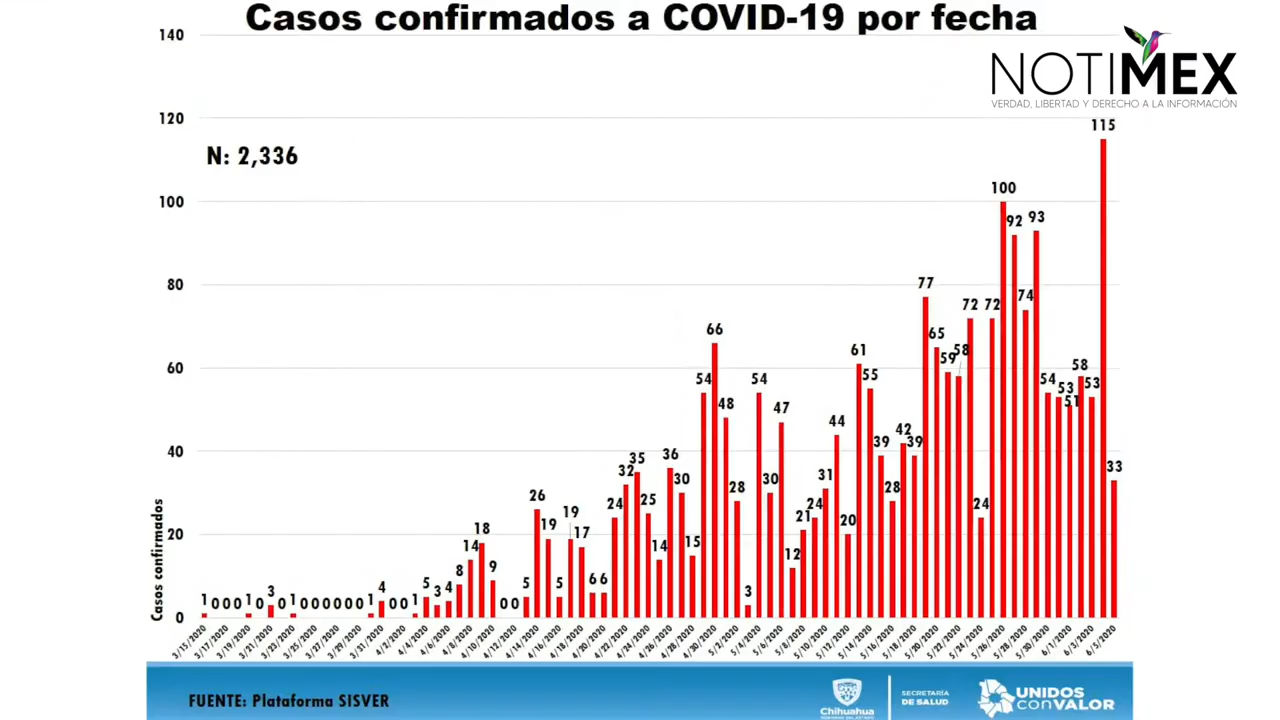 Casos confirmados a COVID-19 por fecha
NOTIMEX
VERDAD, LIBERTAD Y DERECHO A LA INFORMACIÓN
N: 2,336
140
120
100
80
60
40
20
0
Casos confirmados
1 0 0 0 1 0 3 0 1 0 0 0 0 0 0 1 4 0 0 1 5 3 4 8 14 18 9 0 0 5 26 19 5 19 17 6 6 24 32 35 25 14 36 30 15 54 66 48 28 3 54 30 47 12 21 24 31 44 20 61 55 39 28 42 39 77 65 59 58 72 24 72 100 92 74 93 54 53 51 58 53 115 33
3/15/2020 3/17/2020 3/19/2020 3/21/2020 3/23/2020 3/25/2020 3/27/2020 3/29/2020 3/31/2020 4/2/2020 4/4/2020 4/6/2020 4/8/2020 4/10/2020 4/12/2020 4/14/2020 4/16/2020 4/18/2020 4/20/2020 4/22/2020 4/24/2020 4/26/2020 4/28/2020 4/30/2020 5/2/2020 5/4/2020 5/6/2020 5/8/2020 5/10/2020 5/12/2020 5/14/2020 5/16/2020 5/18/2020 5/20/2020 5/22/2020 5/24/2020 5/26/2020 5/28/2020 5/30/2020 6/1/2020 6/3/2020 6/5/2020
FUENTE: Plataforma SISVER
Chihuahua
SECRETARÍA
DE SALUD
UNIDOS
conVALOR